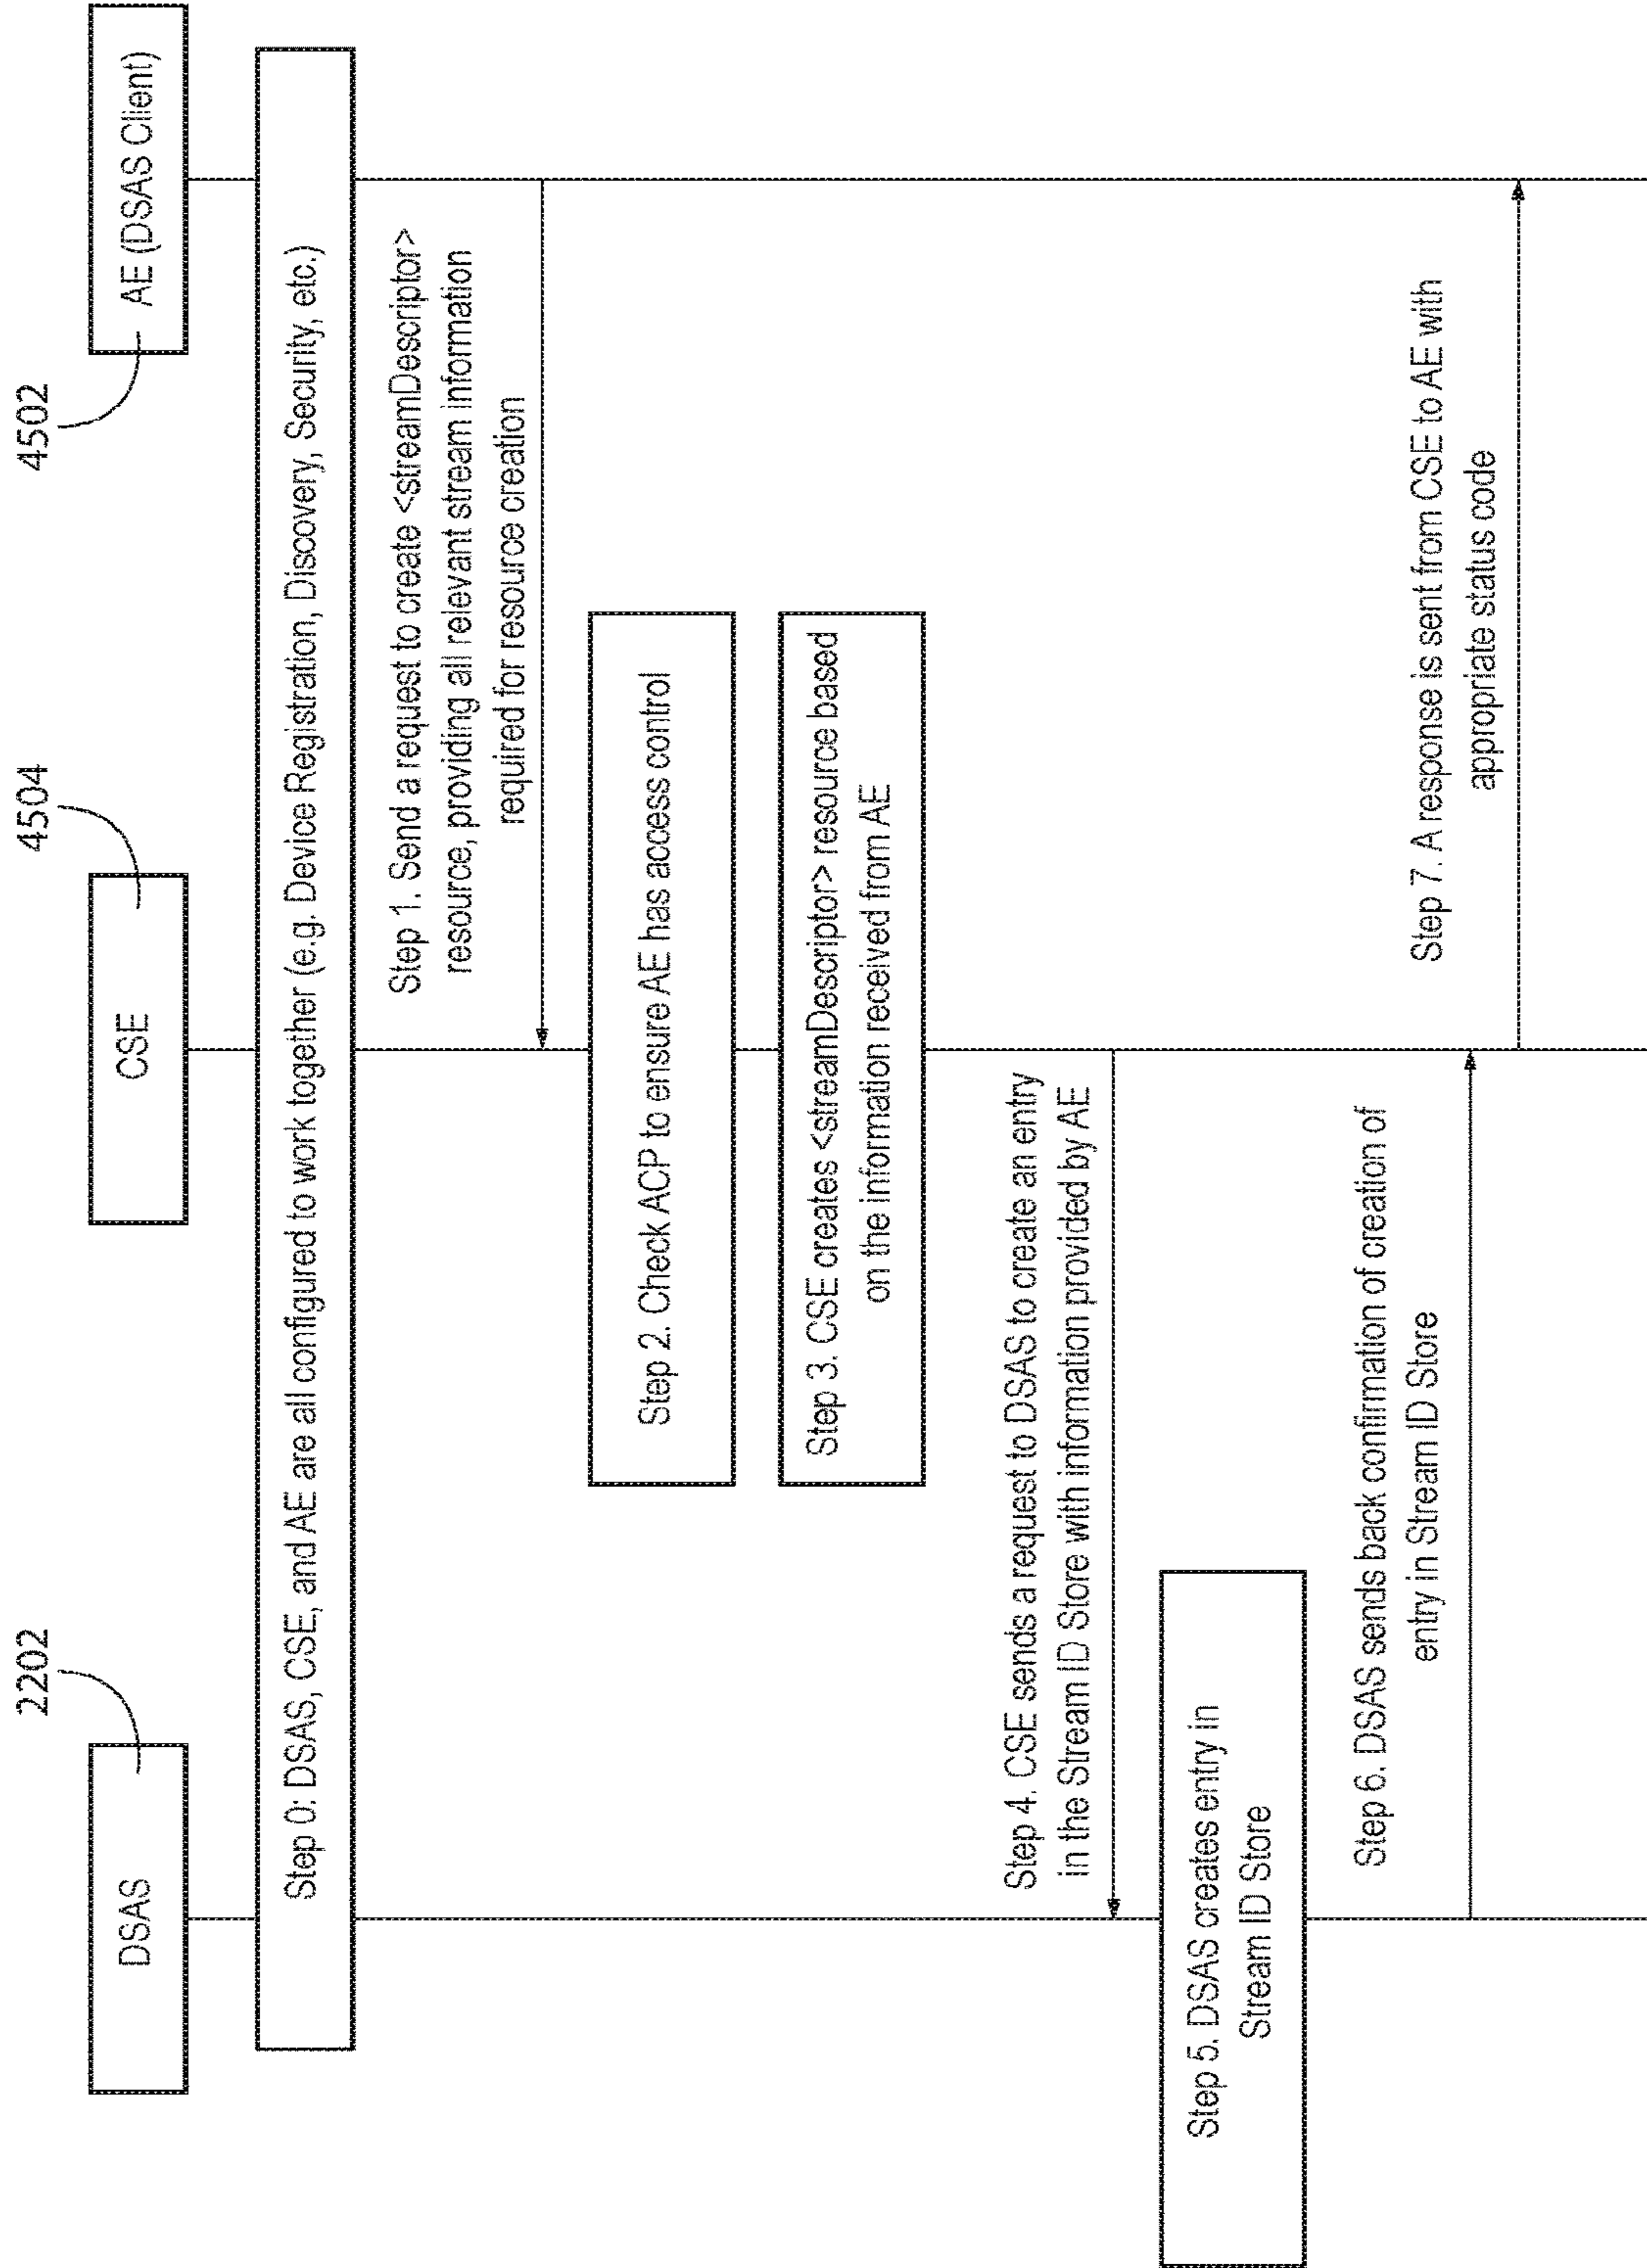 2202
4504
4502
DSAS
CSE
AE (DSAS Client)
Step 0: DSAS, CSE, and AE are all configured to work together (e.g. Device Registration, Discovery, Security, etc.)
Step 1. Send a request to create <streamDescriptor>
resource, providing all relevant stream information
required for resource creation
Step 2. Check ACP to ensure AE has access control
Step 3. CSE creates <streamDescriptor> resource based
on the information received from AE
Step 4. CSE sends a request to DSAS to create an entry
in the Stream ID Store with information provided by AE
Step 5. DSAS creates entry in
Stream ID Store
Step 6. DSAS sends back confirmation of creation of
entry in Stream ID Store
Step 7. A response is sent from CSE to AE with
appropriate status code